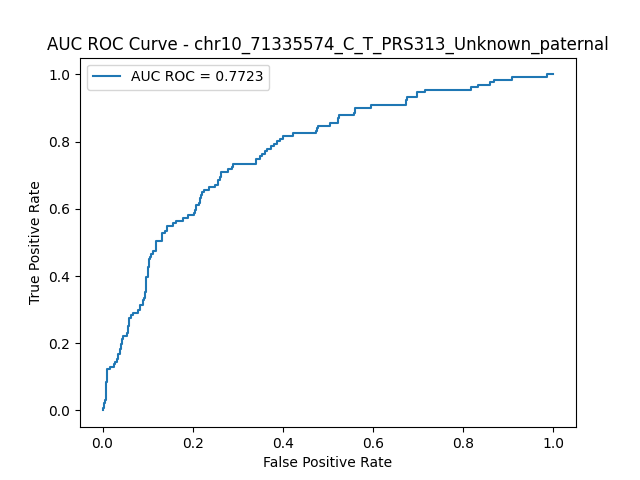 AUC ROC Curve - chr10_71335574_C_T_PRS313_Unknown_paternal
AUC ROC = 0.7723
1.0
0.8
0.6
0.4
0.2
0.0
True Positive Rate
0.0 0.2 0.4 0.6 0.8 1.0
False Positive Rate